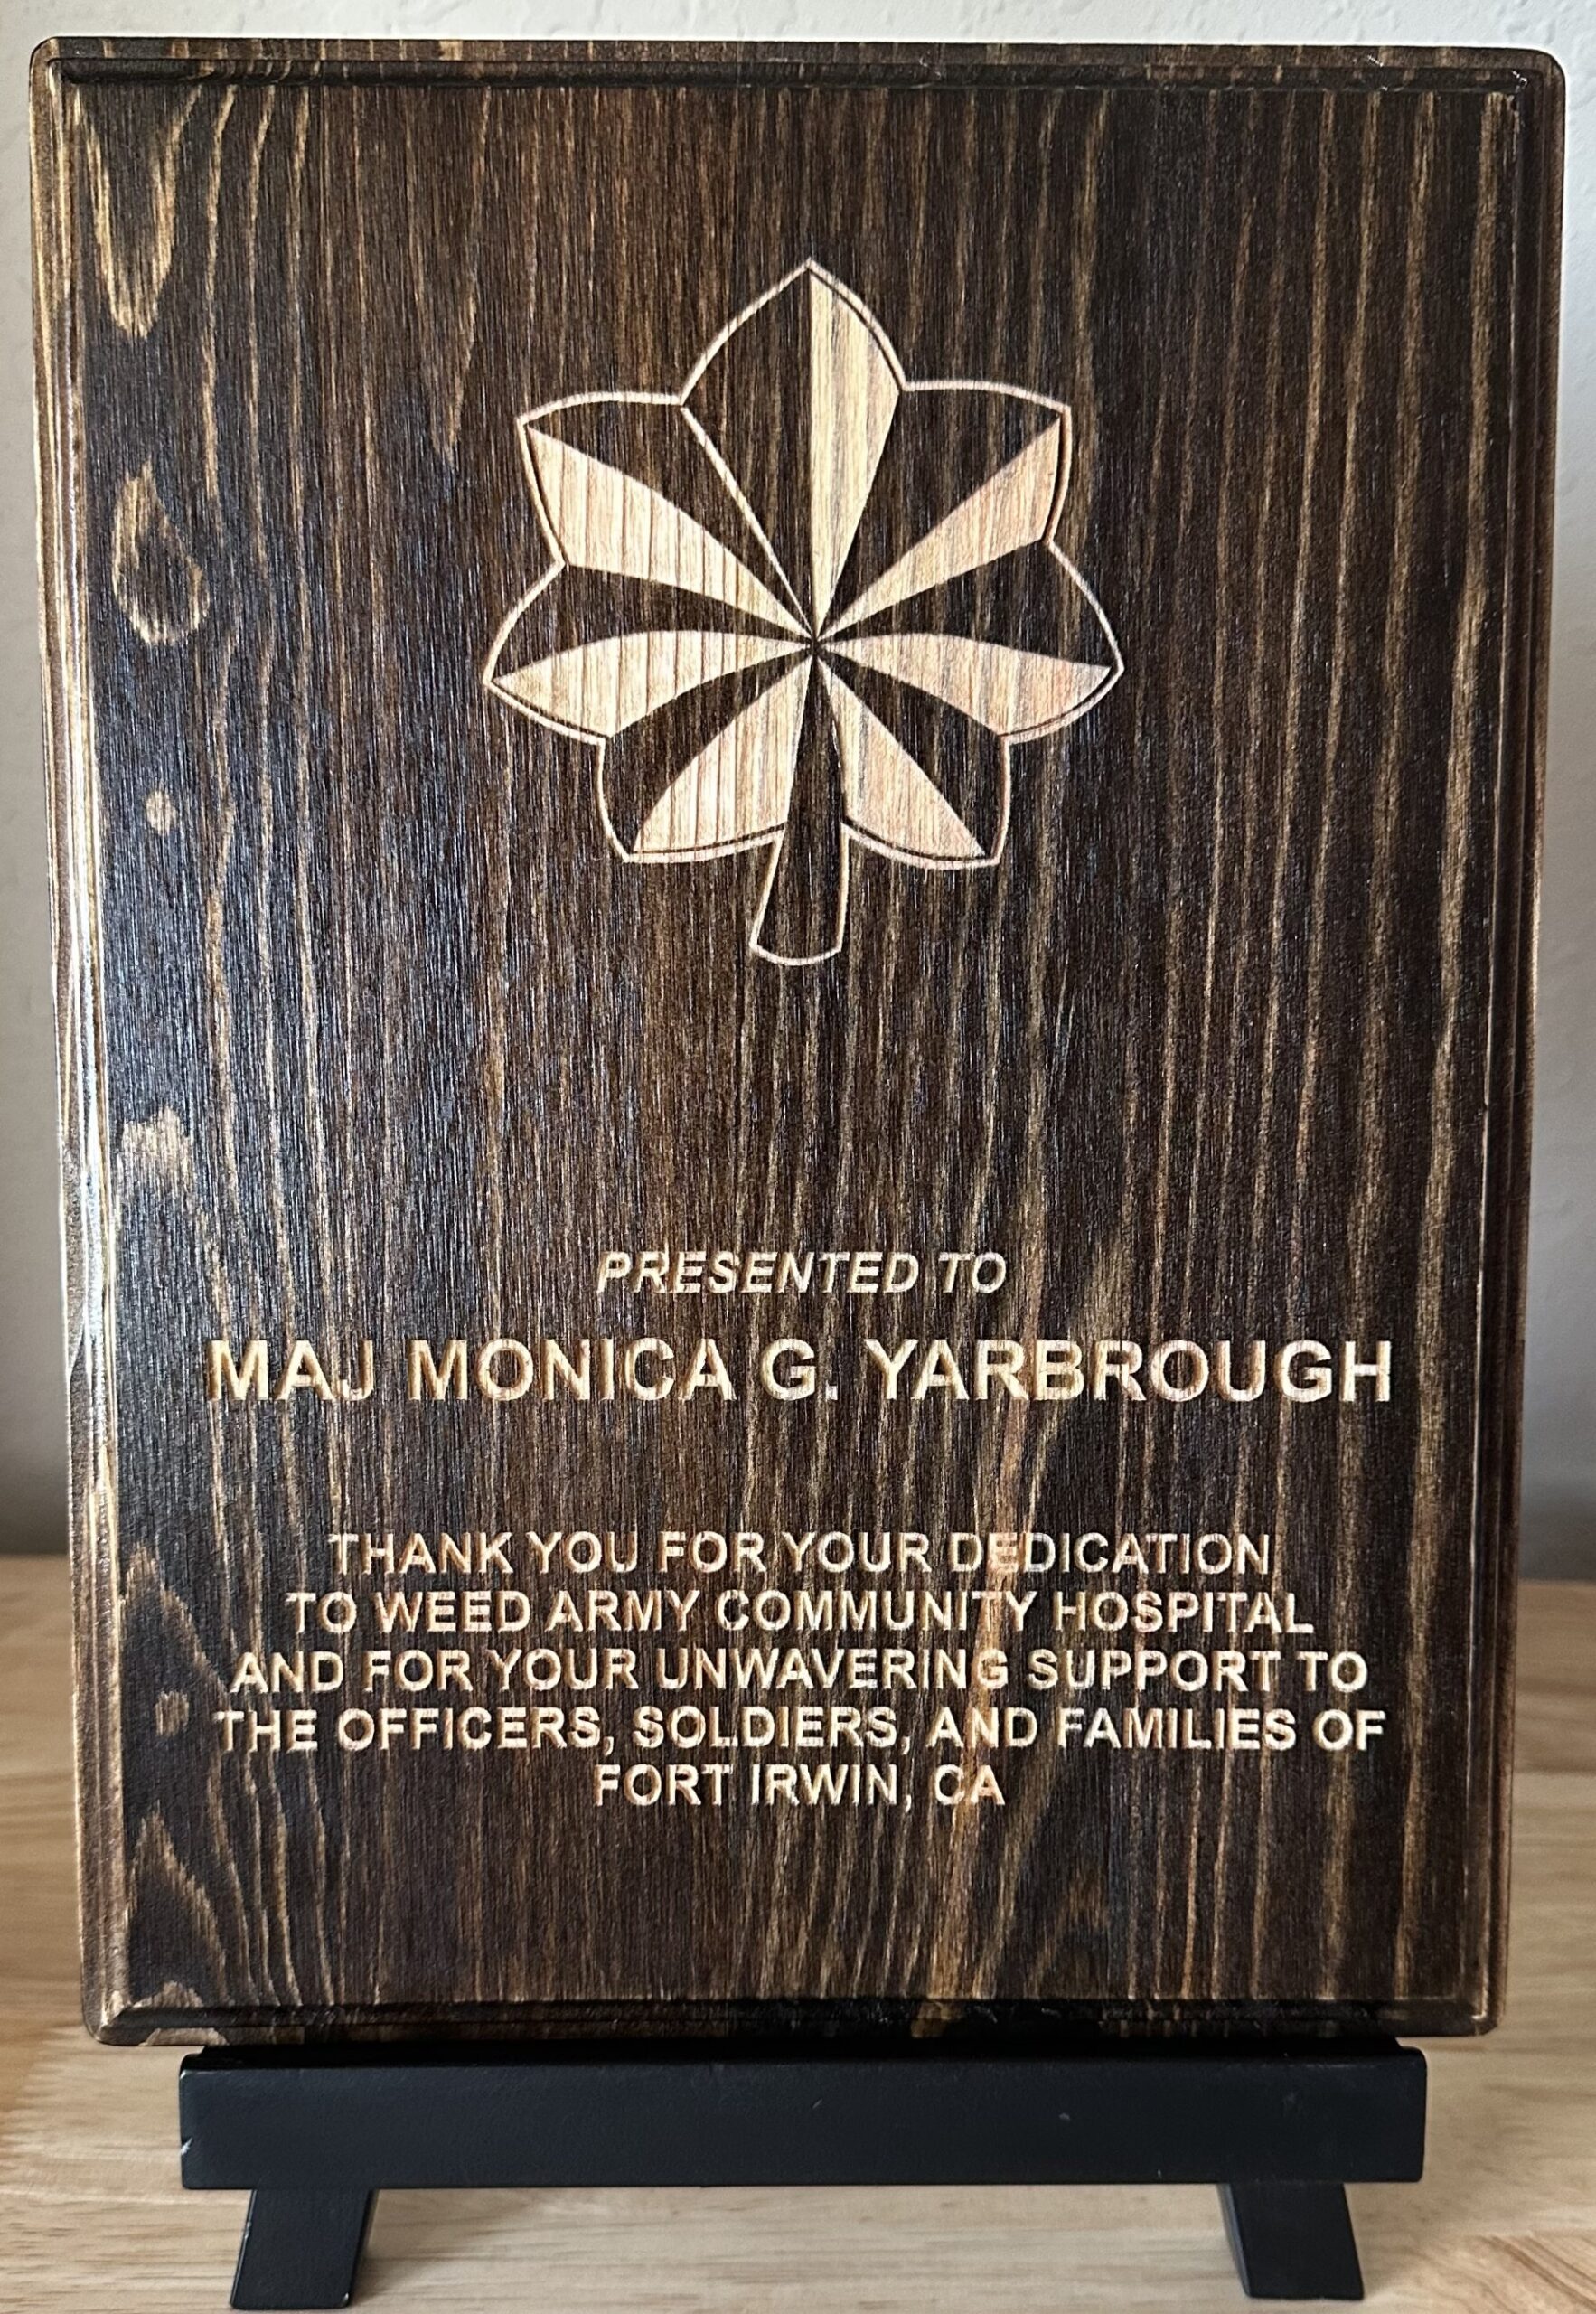 PRESENTED TO
MAJ MONICA G. YARBROUGH
THANK YOU FOR YOUR DEDICATION
TO WEED ARMY COMMUNITY HOSPITAL
AND FOR YOUR UNWAVERING SUPPORT TO
THE OFFICERS, SOLDIERS, AND FAMILIES OF
FORT IRWIN, CA